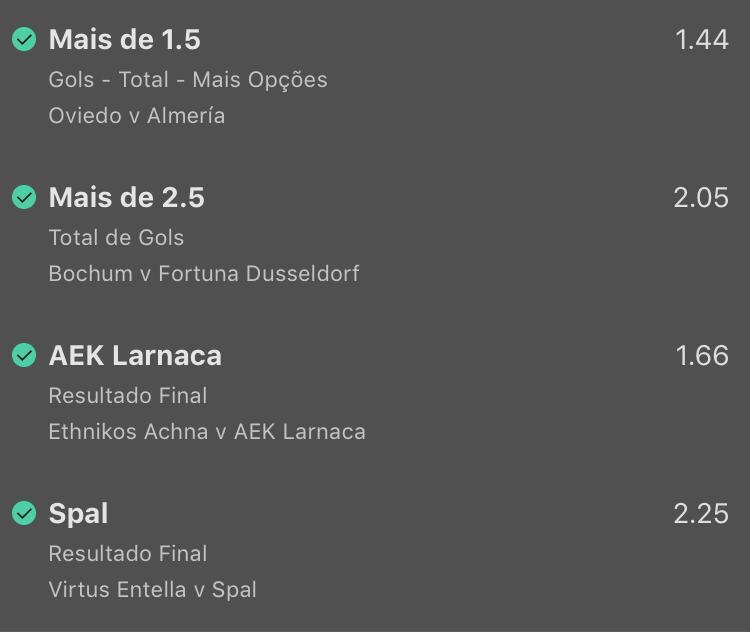 Mais de 1.5 1.44
Gols - Total - Mais Opções
Oviedo v Almería
Mais de 2.5 2.05
Total de Gols
Bochum v Fortuna Dusseldorf
AEK Larnaca 1.66
Resultado Final
Ethnikos Achna v AEK Larnaca
Spal 2.25
Resultado Final
Virtus Entella v Spal